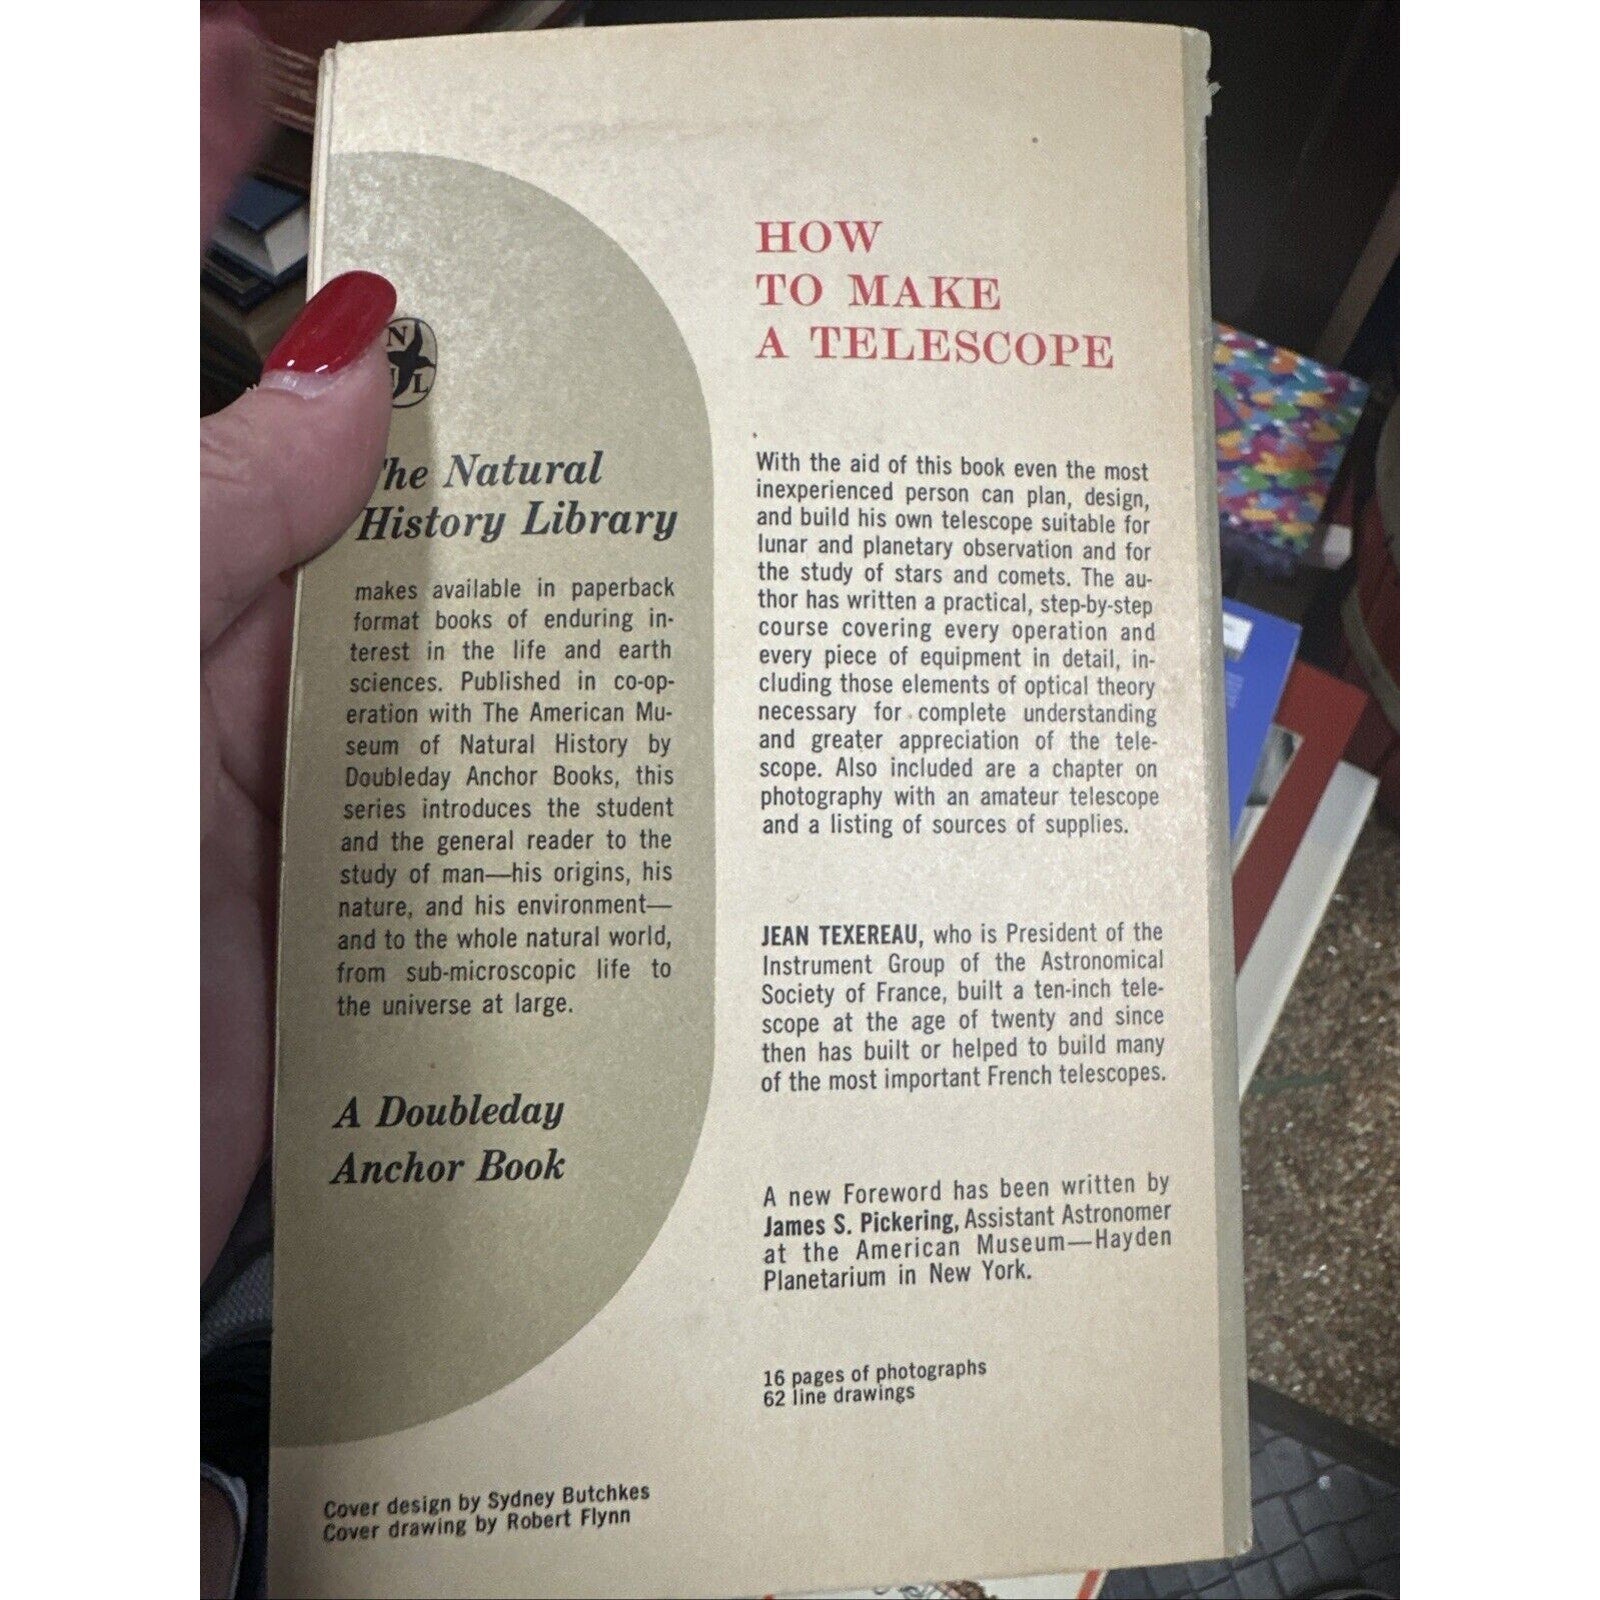 N
L
The Natural
History Library
makes available in paperback
format books of enduring in-
terest in the life and earth
sciences. Published in co-op-
eration with The American Mu-
seum of Natural History by
Doubleday Anchor Books, this
series introduces the student
and the general reader to the
study of man—his origins, his
nature, and his environment—
and to the whole natural world,
from sub-microscopic life to
the universe at large.
A Doubleday
Anchor Book
Cover design by Sydney Butchkes
Cover drawing by Robert Flynn
HOW
TO MAKE
A TELESCOPE
With the aid of this book even the most
inexperienced person can plan, design,
and build his own telescope suitable for
lunar and planetary observation and for
the study of stars and comets. The au-
thor has written a practical, step-by-step
course covering every operation and
every piece of equipment in detail, in-
cluding those elements of optical theory
necessary for complete understanding
and greater appreciation of the tele-
scope. Also included are a chapter on
photography with an amateur telescope
and a listing of sources of supplies.
JEAN TEXEREAU, who is President of the
Instrument Group of the Astronomical
Society of France, built a ten-inch tele-
scope at the age of twenty and since
then has built or helped to build many
of the most important French telescopes.
A new Foreword has been written by
James S. Pickering, Assistant Astronomer
at the American Museum—Hayden
Planetarium in New York.
16 pages of photographs
62 line drawings